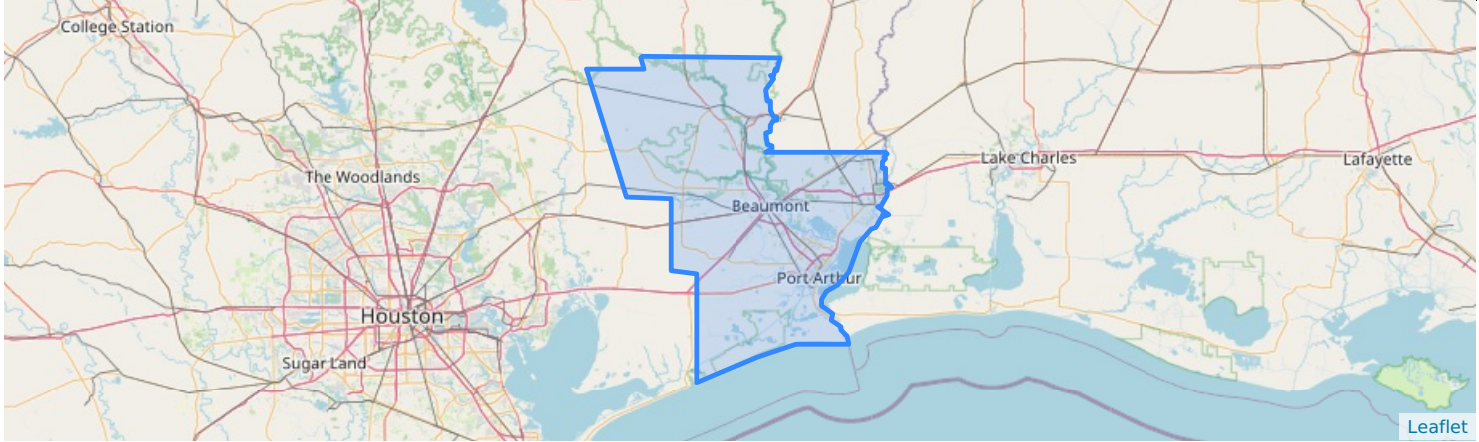 College Station
The Woodlands
Lake Charles
Lafayette
Beaumont
Port Arthur
Houston
Sugar Land
Leaflet